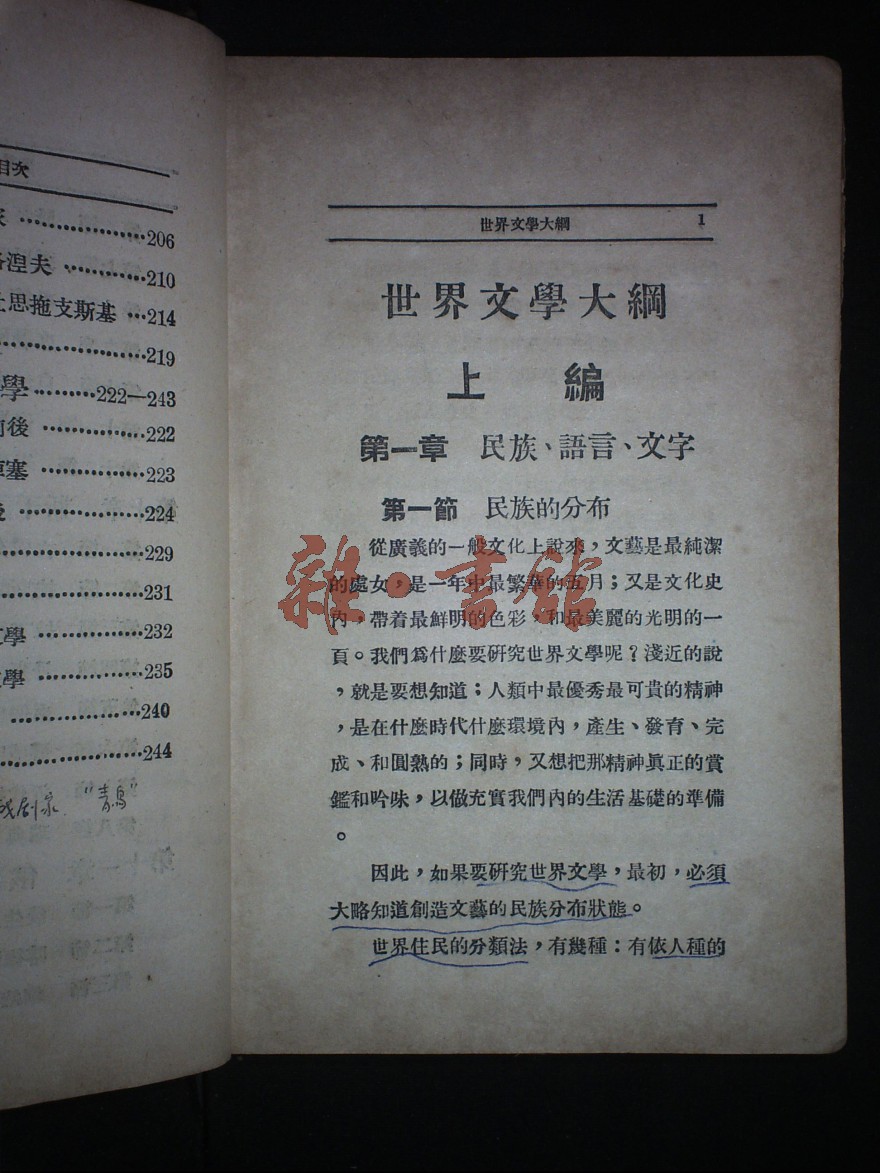 目次
206
洛涅夫 210
思拖支斯基 214
219
學 222—243
後 222
塞 223
224
229
231
學 232
學 235
240
244
戏剧家 "青鸟"
世界文學大綱 1
世界文學大綱
上編
第一章 民族、語言、文字
第一節 民族的分布
從廣義的一般文化上說來，文藝是最純潔
的處女，是一年中最繁華的五月；又是文化史
內，帶着最鮮明的色彩，和最美麗的光明的一
頁。我們爲什麼要研究世界文學呢？淺近的說
，就是要想知道；人類中最優秀最可貴的精神
，是在什麼時代什麼環境內，產生、發育、完
成、和圓熟的；同時，又想把那精神眞正的賞
鑑和吟味，以做充實我們內的生活基礎的準備
。
因此，如果要研究世界文學，最初，必須
大略知道創造文藝的民族分布狀態。
世界住民的分類法，有幾種：有依人種的
雜·書館